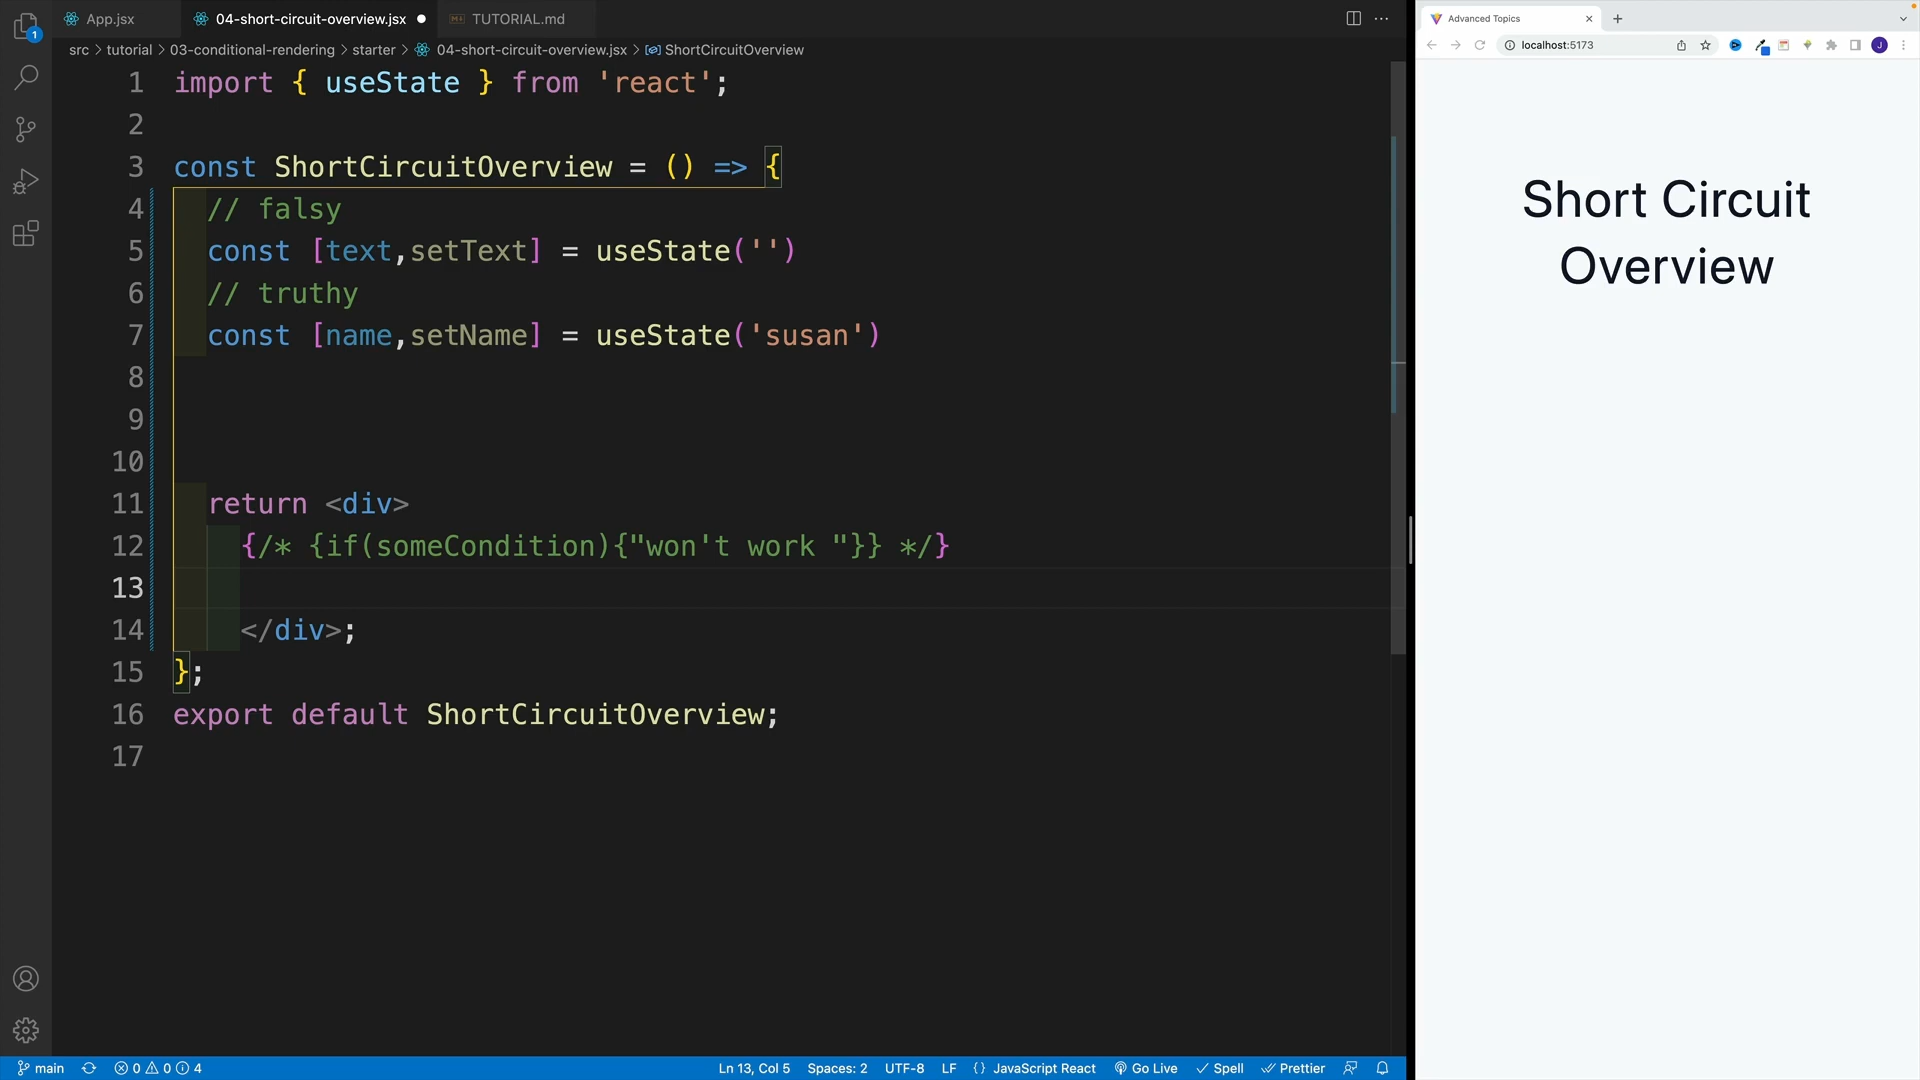 App.jsx
04-short-circuit-overview.jsx
TUTORIAL.md
src > tutorial > 03-conditional-rendering > starter > 04-short-circuit-overview.jsx > ShortCircuitOverview
1 import { useState } from 'react';
2
3 const ShortCircuitOverview = () => {
4 // falsy
5 const [text,setText] = useState('')
6 // truthy
7 const [name,setName] = useState('susan')
8
9
10
11 return <div>
12 {/* {if(someCondition){"won't work "}} */}
13
14 </div>;
15 };
16 export default ShortCircuitOverview;
17
1
main
0 0 4
Ln 13, Col 5
Spaces: 2
UTF-8
LF
{} JavaScript React
Go Live
Spell
Prettier
Advanced Topics
localhost:5173
J
Short Circuit
Overview